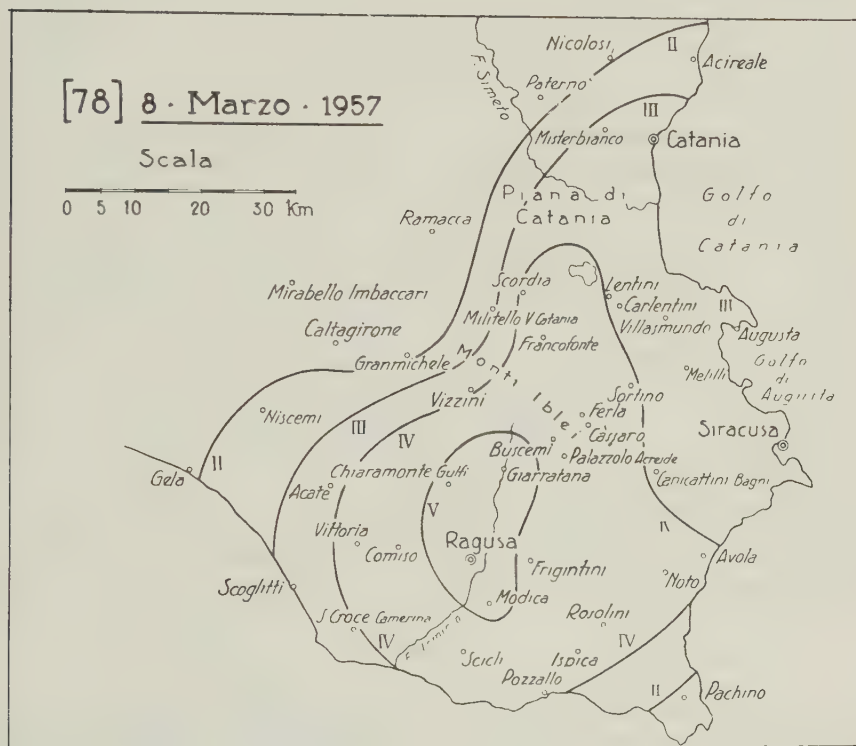 [78] 8 · Marzo · 1957
Scala
0 5 10 20 30 Km
Nicolosi
II
Acireale
F. Simeto
Paternò
III
Misterbianco
Catania
Piana di
Catania
Golfo
di
Catania
Ramacca
Mirabello Imbaccari
Caltagirone
Scordia
Lentini
Carlentini
Villasmundo
III
Augusta
Militello V Catania
Francofonte
Granmichele
Monti Iblei
Golfo
di
Augusta
Melilli
Vizzini
Sortino
Ferla
Niscemi
III
IV
Càssaro
Siracusa
Buscemi
Palazzolo Acreide
II
Gela
Chiaramonte Gulfi
Giarratana
Canicattini Bagni
Acate
V
IV
Vittoria
Comiso
Ragusa
Avola
Frigintini
Noto
Scoglitti
Modica
S Croce Camerina
Rosolini
IV
IV
Scicli
Ispica
Pozzallo
II
Pachino